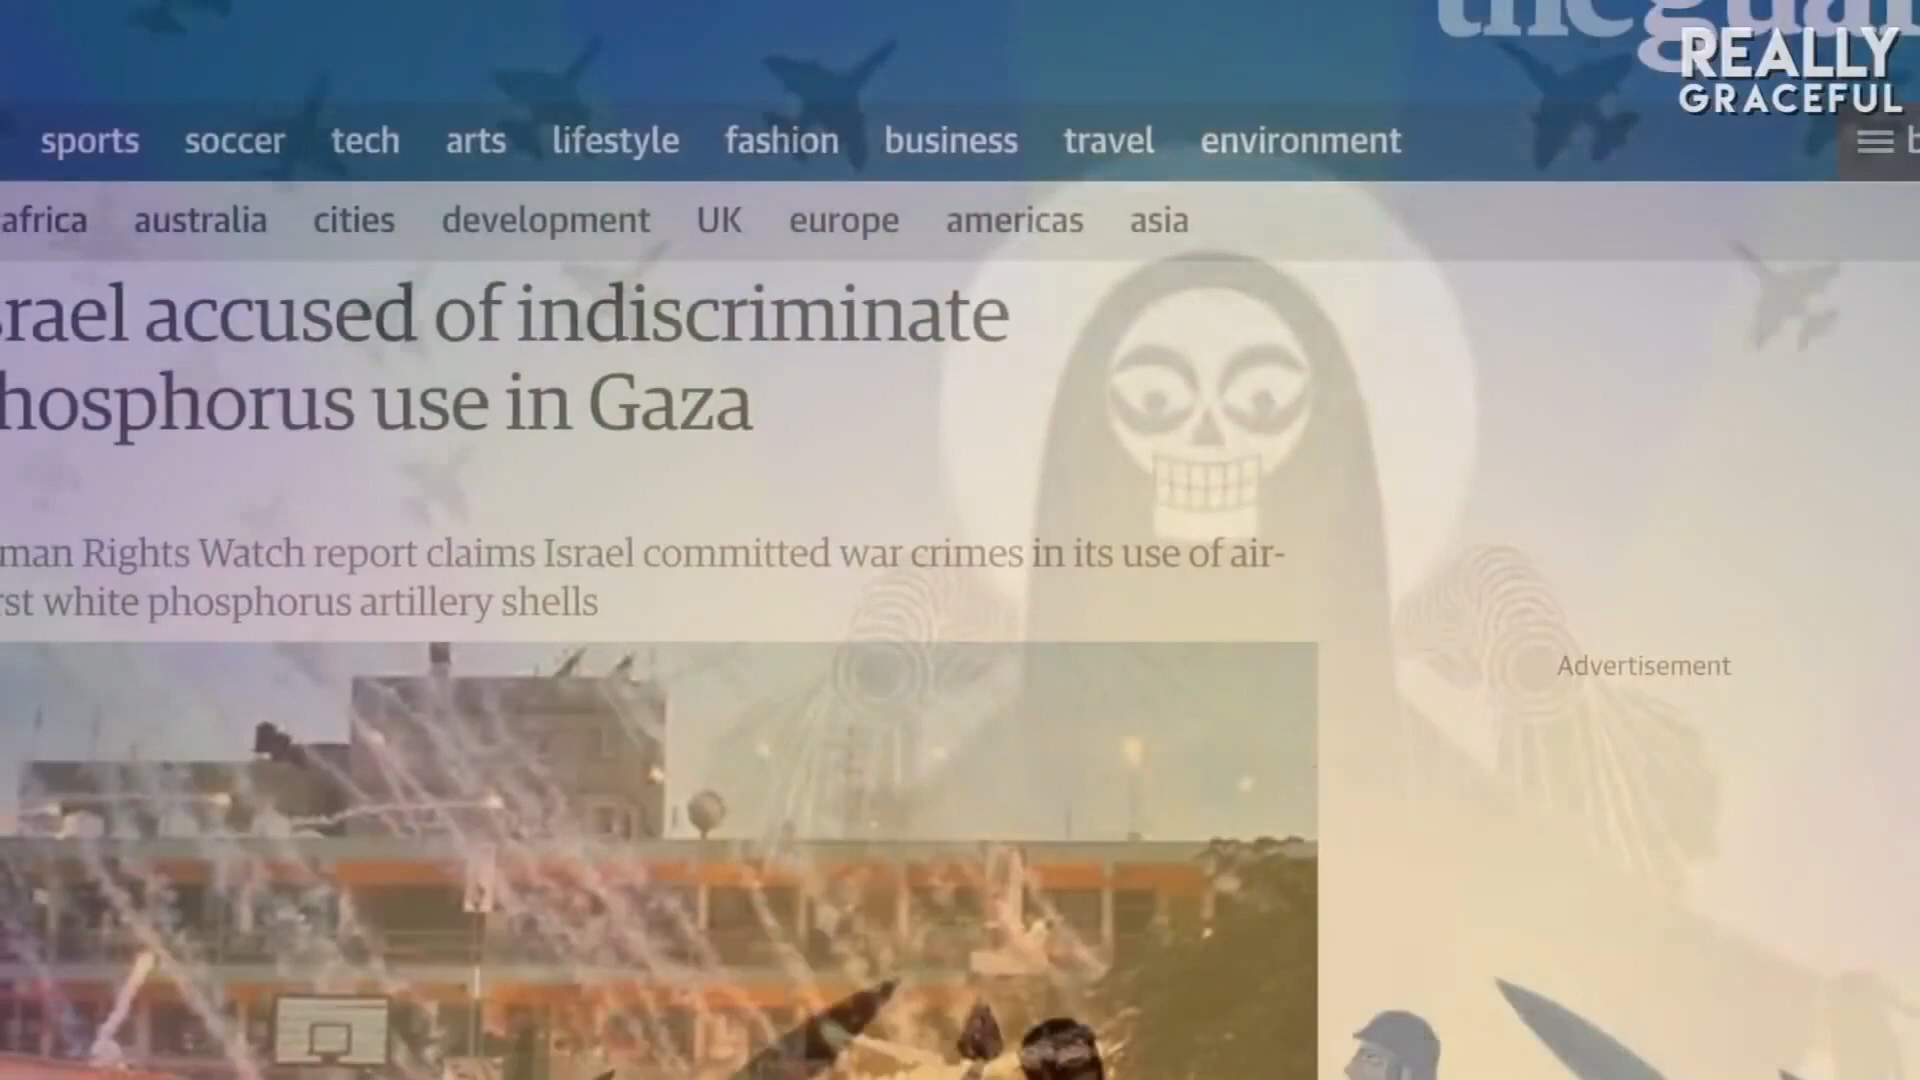 thegua
REALLY
GRACEFUL
sports soccer tech arts lifestyle fashion business travel environment
b
africa australia cities development UK europe americas asia
srael accused of indiscriminate
hosphorus use in Gaza
man Rights Watch report claims Israel committed war crimes in its use of air-
rst white phosphorus artillery shells
Advertisement